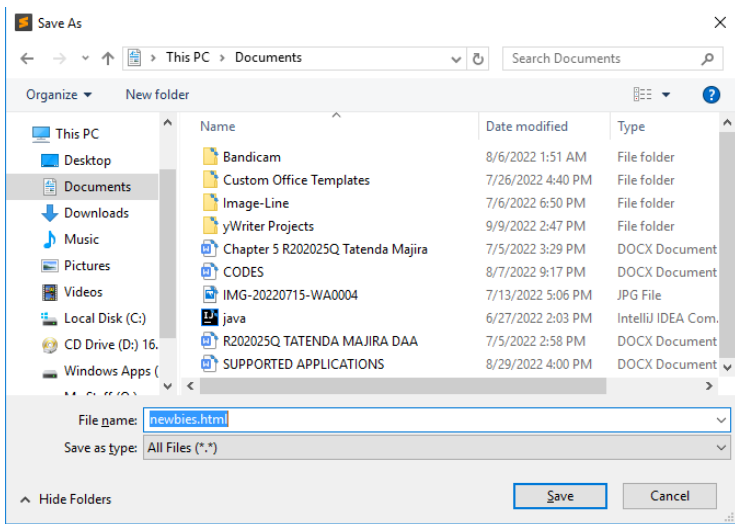 Save As
This PC > Documents
Search Documents
Organize
New folder
Name Date modified Type
This PC
Desktop
Documents
Downloads
Music
Pictures
Videos
Local Disk (C:)
CD Drive (D:) 16.
Windows Apps (
Bandicam 8/6/2022 1:51 AM File folder
Custom Office Templates 7/26/2022 4:40 PM File folder
Image-Line 7/6/2022 6:50 PM File folder
yWriter Projects 9/9/2022 2:47 PM File folder
Chapter 5 R202025Q Tatenda Majira 7/5/2022 3:29 PM DOCX Document
CODES 8/7/2022 9:17 PM DOCX Document
IMG-20220715-WA0004 7/13/2022 5:06 PM JPG File
java 6/27/2022 2:03 PM IntelliJ IDEA Com.
R202025Q TATENDA MAJIRA DAA 7/5/2022 2:58 PM DOCX Document
SUPPORTED APPLICATIONS 8/29/2022 4:00 PM DOCX Document
File name: newbies.html
Save as type: All Files (*.*)
Hide Folders
Save
Cancel